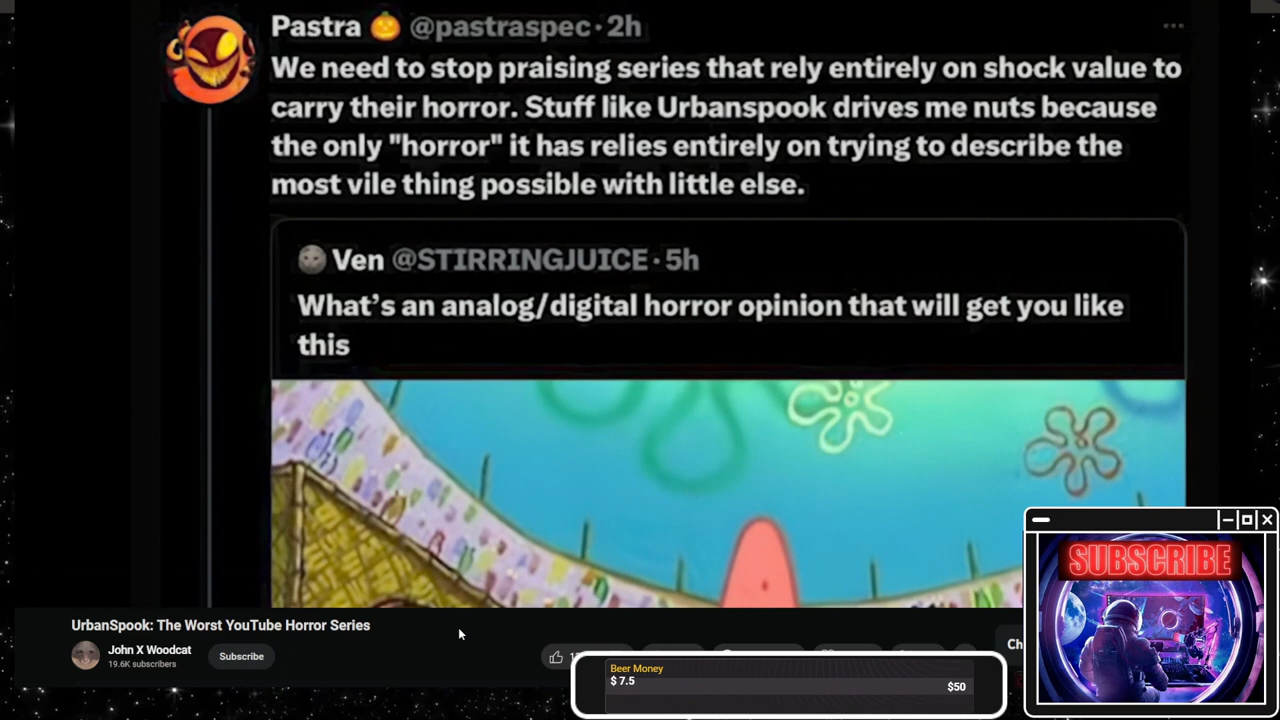 Pastra 🎃 @pastraspec · 2h
We need to stop praising series that rely entirely on shock value to
carry their horror. Stuff like Urbanspook drives me nuts because
the only "horror" it has relies entirely on trying to describe the
most vile thing possible with little else.
Ven @STIRRINGJUICE · 5h
What's an analog/digital horror opinion that will get you like
this
SUBSCRIBE
UrbanSpook: The Worst YouTube Horror Series
John X Woodcat
19.6K subscribers
Subscribe
Beer Money
$ 7.5
$50